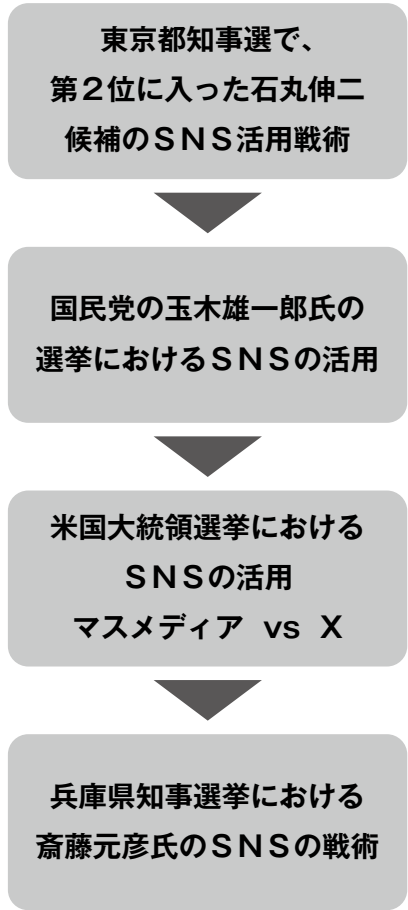 東京都知事選で、
第２位に入った石丸伸二
候補のＳＮＳ活用戦術
国民党の玉木雄一郎氏の
選挙におけるＳＮＳの活用
米国大統領選挙における
ＳＮＳの活用
マスメディア vs X
兵庫県知事選挙における
斎藤元彦氏のＳＮＳの戦術